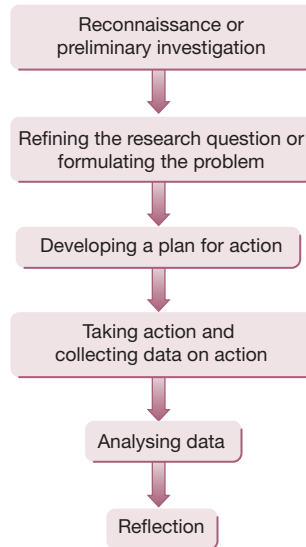 Reconnaissance or
preliminary investigation
Refining the research question or
formulating the problem
Developing a plan for action
Taking action and
collecting data on action
Analysing data
Reflection